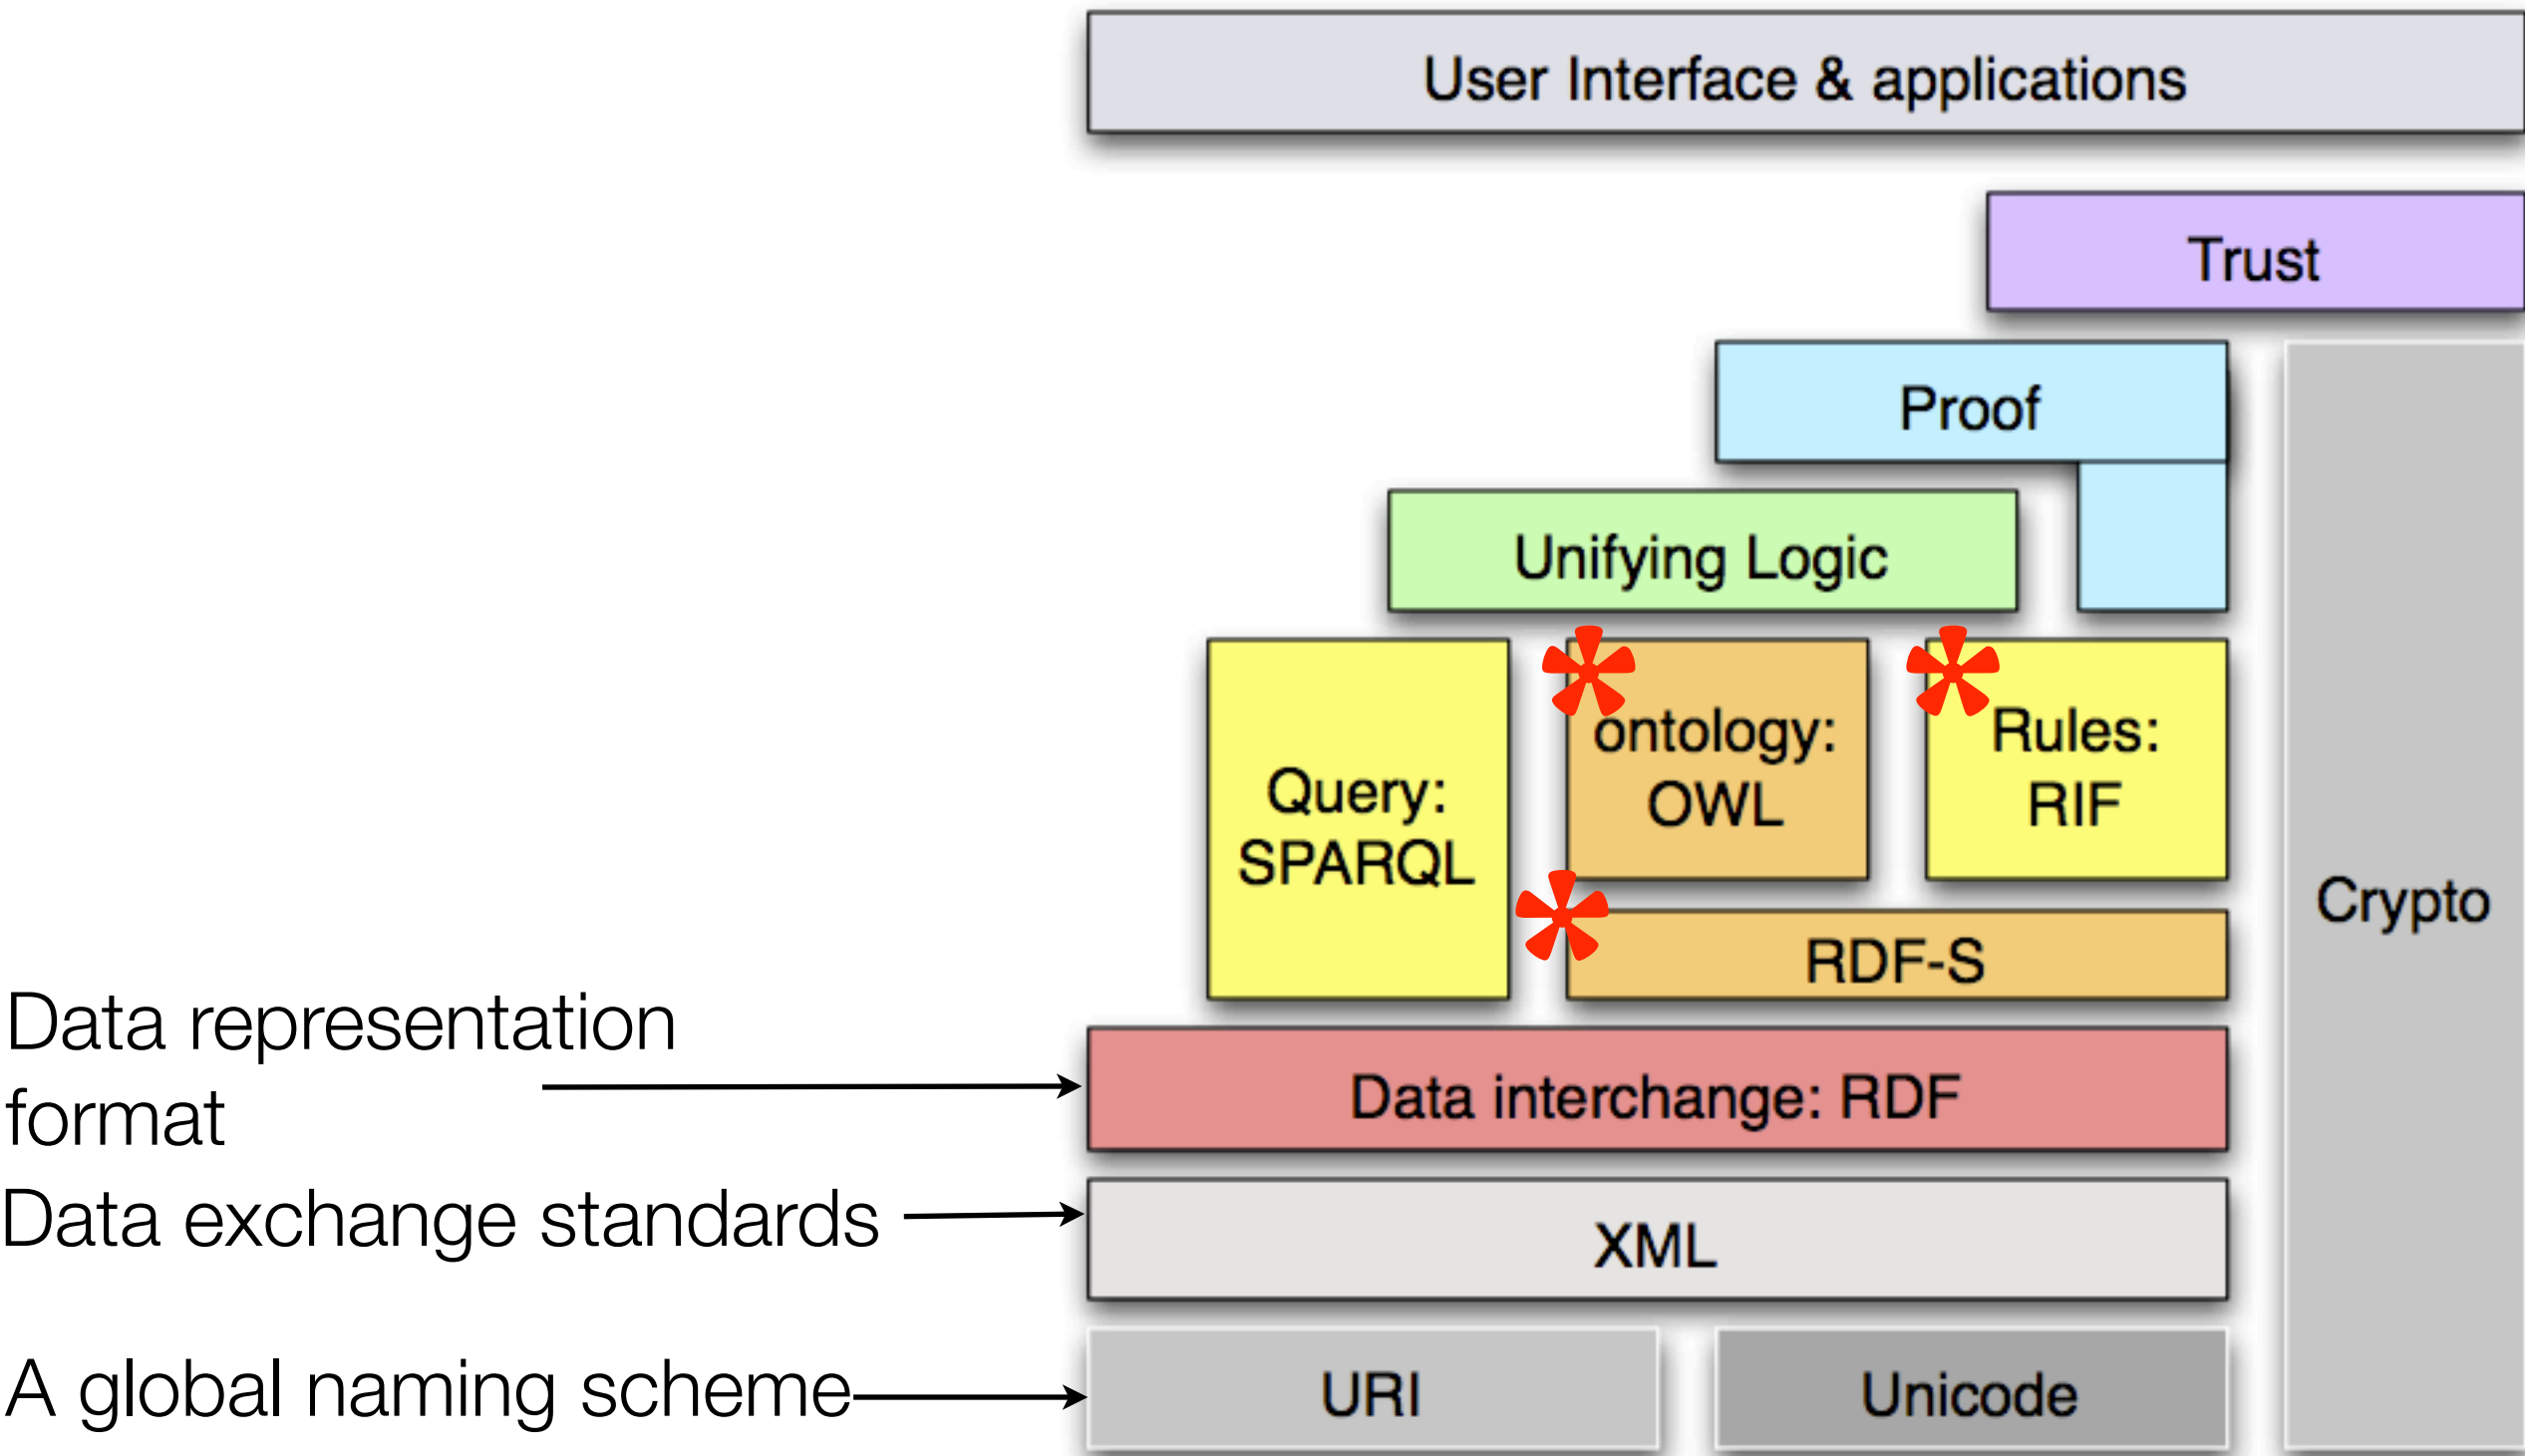 User Interface & applications
Trust
Proof
Unifying Logic
Query:
SPARQL
ontology:
OWL
Rules:
RIF
Crypto
RDF-S
Data representation
format
Data interchange: RDF
Data exchange standards
XML
A global naming scheme
URI
Unicode